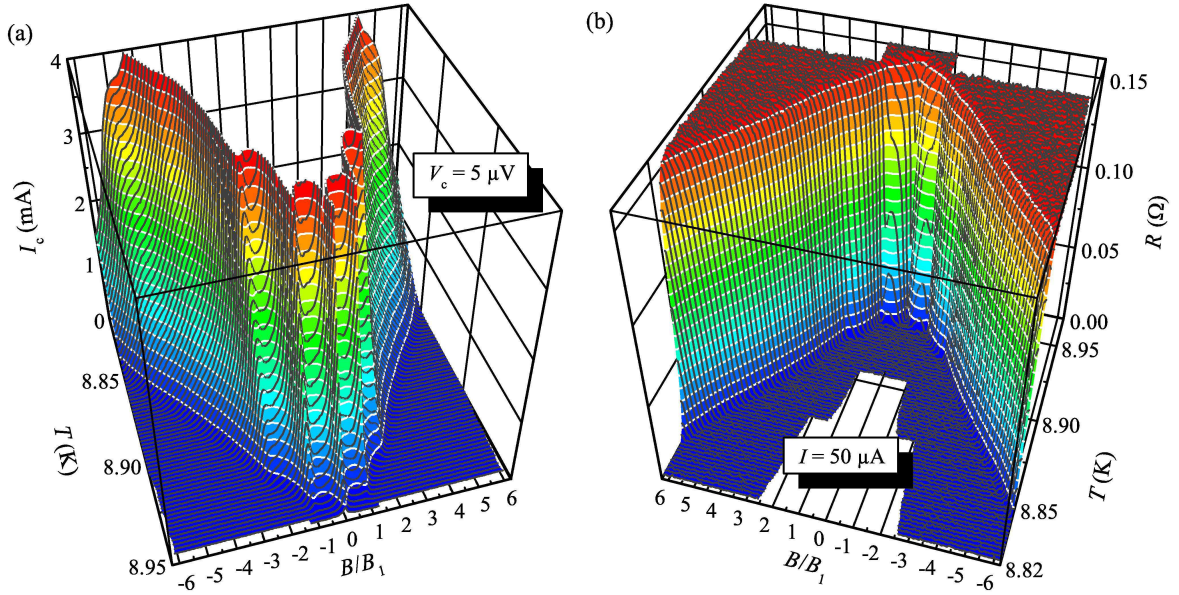 (a)
4
3
2
1
0
I_c (mA)
V_c = 5 µV
8.85
8.90
8.95
T (K)
-6 -5 -4 -3 -2 -1 0 1 2 3 4 5 6
B/B_1
(b)
0.15
0.10
0.05
0.00
R (Ω)
I = 50 µA
8.95
8.90
8.85
8.82
T (K)
6 5 4 3 2 1 0 -1 -2 -3 -4 -5 -6
B/B_1